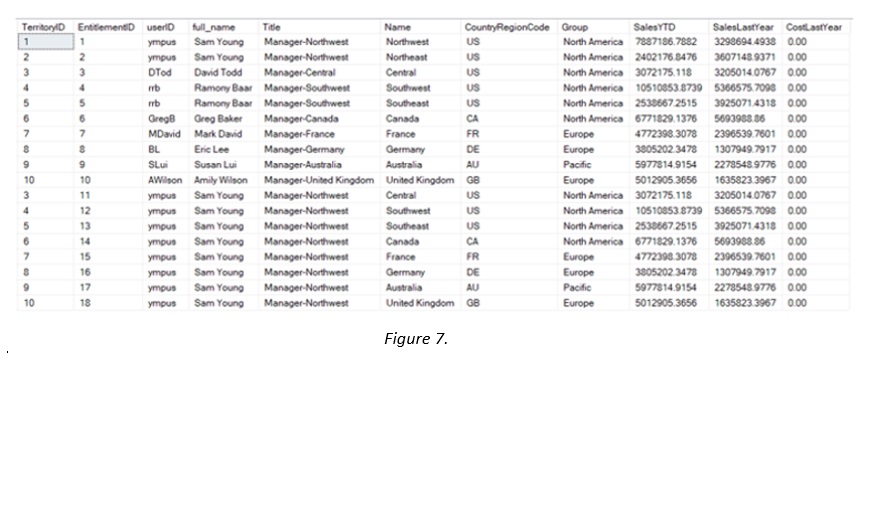 TerritoryID EntitlementID userID full_name Title Name CountryRegionCode Group SalesYTD SalesLastYear CostLastYear
1 1 ympus Sam Young Manager-Northwest Northwest US North America 7887186.7882 3298694.4938 0.00
2 2 ympus Sam Young Manager-Northwest Northeast US North America 2402176.8476 3607148.9371 0.00
3 3 DTod David Todd Manager-Central Central US North America 3072175.118 3205014.0767 0.00
4 4 rrb Ramony Baar Manager-Southwest Southwest US North America 10510853.8739 5366575.7098 0.00
5 5 rrb Ramony Baar Manager-Southwest Southeast US North America 2538667.2515 3925071.4318 0.00
6 6 GregB Greg Baker Manager-Canada Canada CA North America 6771829.1376 5693988.86 0.00
7 7 MDavid Mark David Manager-France France FR Europe 4772398.3078 2396539.7601 0.00
8 8 BL Eric Lee Manager-Germany Germany DE Europe 3805202.3478 1307949.7917 0.00
9 9 SLui Susan Lui Manager-Australia Australia AU Pacific 5977814.9154 2278548.9776 0.00
10 10 AWilson Amily Wilson Manager-United Kingdom United Kingdom GB Europe 5012905.3656 1635823.3967 0.00
3 11 ympus Sam Young Manager-Northwest Central US North America 3072175.118 3205014.0767 0.00
4 12 ympus Sam Young Manager-Northwest Southwest US North America 10510853.8739 5366575.7098 0.00
5 13 ympus Sam Young Manager-Northwest Southeast US North America 2538667.2515 3925071.4318 0.00
6 14 ympus Sam Young Manager-Northwest Canada CA North America 6771829.1376 5693988.86 0.00
7 15 ympus Sam Young Manager-Northwest France FR Europe 4772398.3078 2396539.7601 0.00
8 16 ympus Sam Young Manager-Northwest Germany DE Europe 3805202.3478 1307949.7917 0.00
9 17 ympus Sam Young Manager-Northwest Australia AU Pacific 5977814.9154 2278548.9776 0.00
10 18 ympus Sam Young Manager-Northwest United Kingdom GB Europe 5012905.3656 1635823.3967 0.00
Figure 7.
.